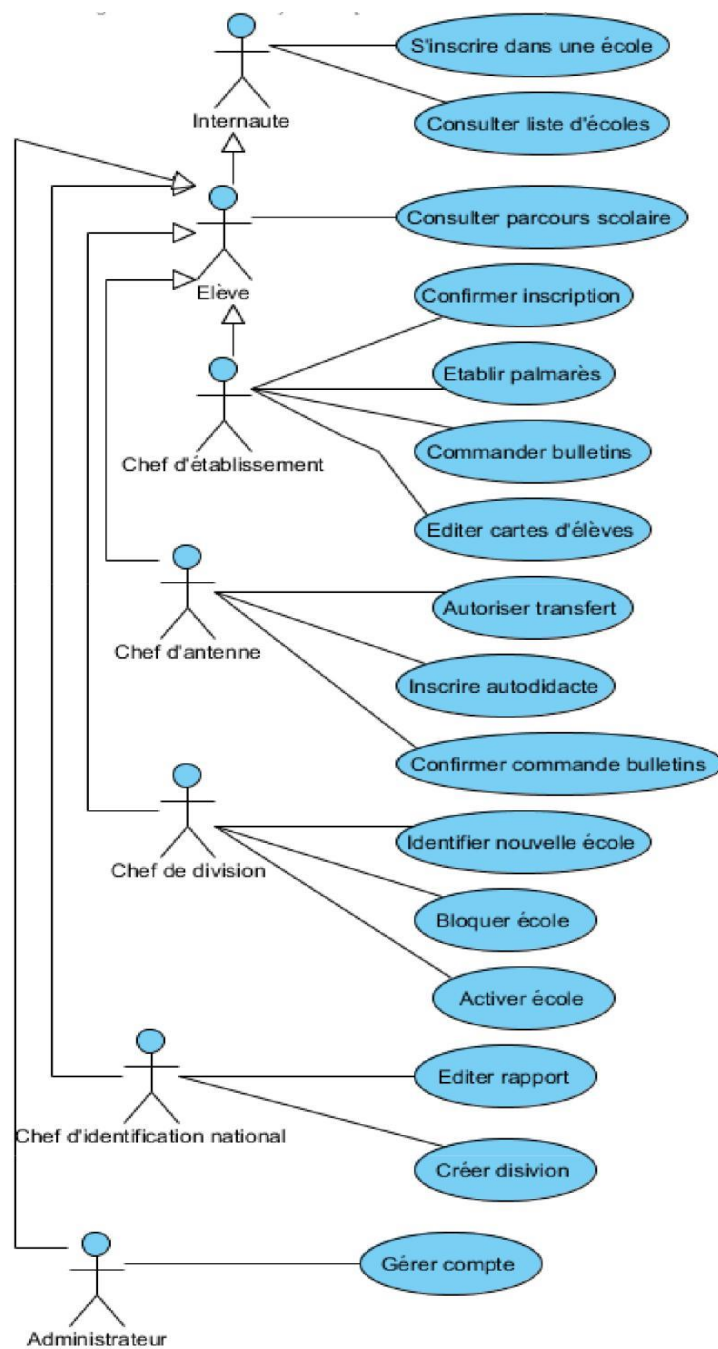 S'inscrire dans une école
Internaute
Consulter liste d'écoles
Consulter parcours scolaire
Elève
Confirmer inscription
Etablir palmarès
Chef d'établissement
Commander bulletins
Editer cartes d'élèves
Autoriser transfert
Chef d'antenne
Inscrire autodidacte
Confirmer commande bulletins
Identifier nouvelle école
Chef de division
Bloquer école
Activer école
Editer rapport
Chef d'identification national
Créer disivion
Gérer compte
Administrateur